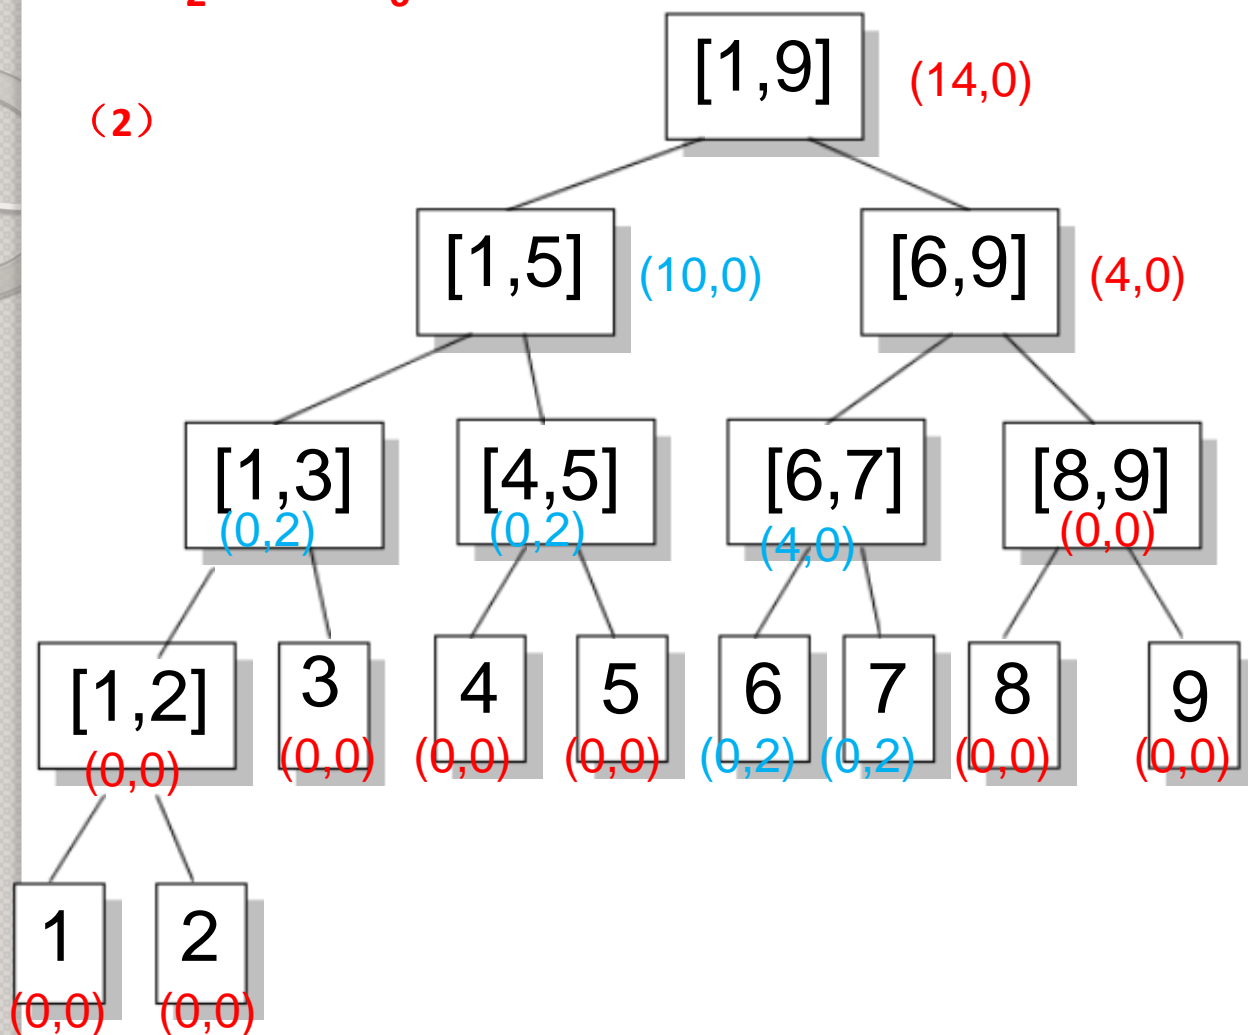 [1,9] (14,0)
（2）
[1,5] (10,0) [6,9] (4,0)
[1,3] [4,5] [6,7] [8,9]
(0,2) (0,2) (4,0) (0,0)
[1,2] 3 4 5 6 7 8 9
(0,0) (0,0) (0,0) (0,0) (0,2) (0,2) (0,0) (0,0)
1 2
(0,0) (0,0)